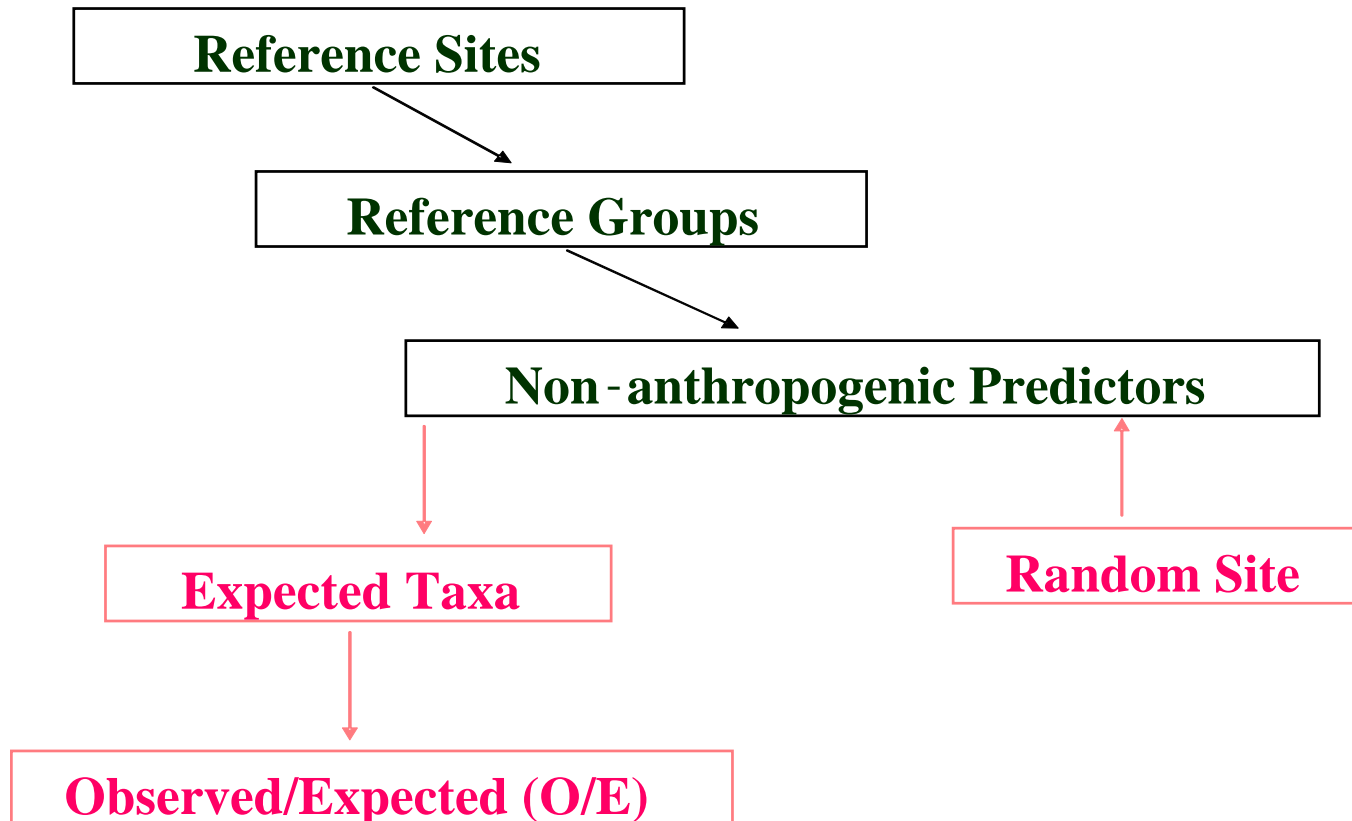 Reference Sites
Reference Groups
Non-anthropogenic Predictors
Random Site
Expected Taxa
Observed/Expected (O/E)